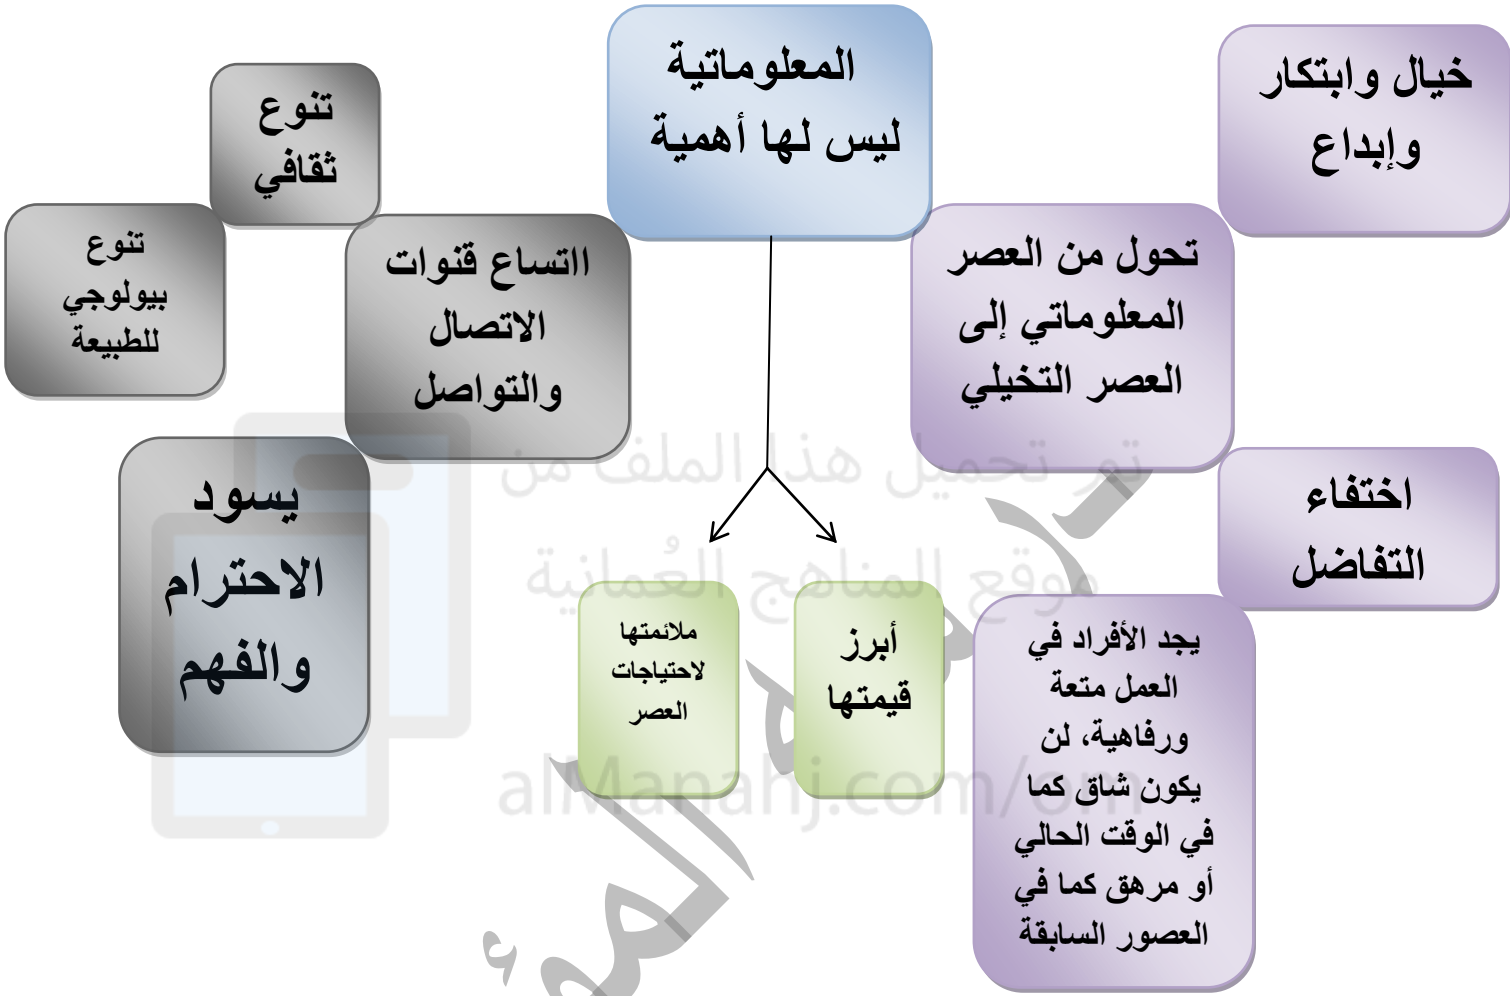 المعلوماتية
ليس لها أهمية
خيال وابتكار
وإبداع
تحول من العصر
المعلوماتي إلى
العصر التخيلي
اختفاء
التفاضل
يجد الأفراد في
العمل متعة
ورفاهية، لن
يكون شاق كما
في الوقت الحالي
أو مرهق كما في
العصور السابقة
أبرز
قيمتها
ملائمتها
لاحتياجات
العصر
ااتساع قنوات
الاتصال
والتواصل
تنوع
ثقافي
تنوع
بيولوجي
للطبيعة
يسود
الاحترام
والفهم
تم تحميل هذا الملف من
موقع المناهج العُمانية
alManahj.com/om